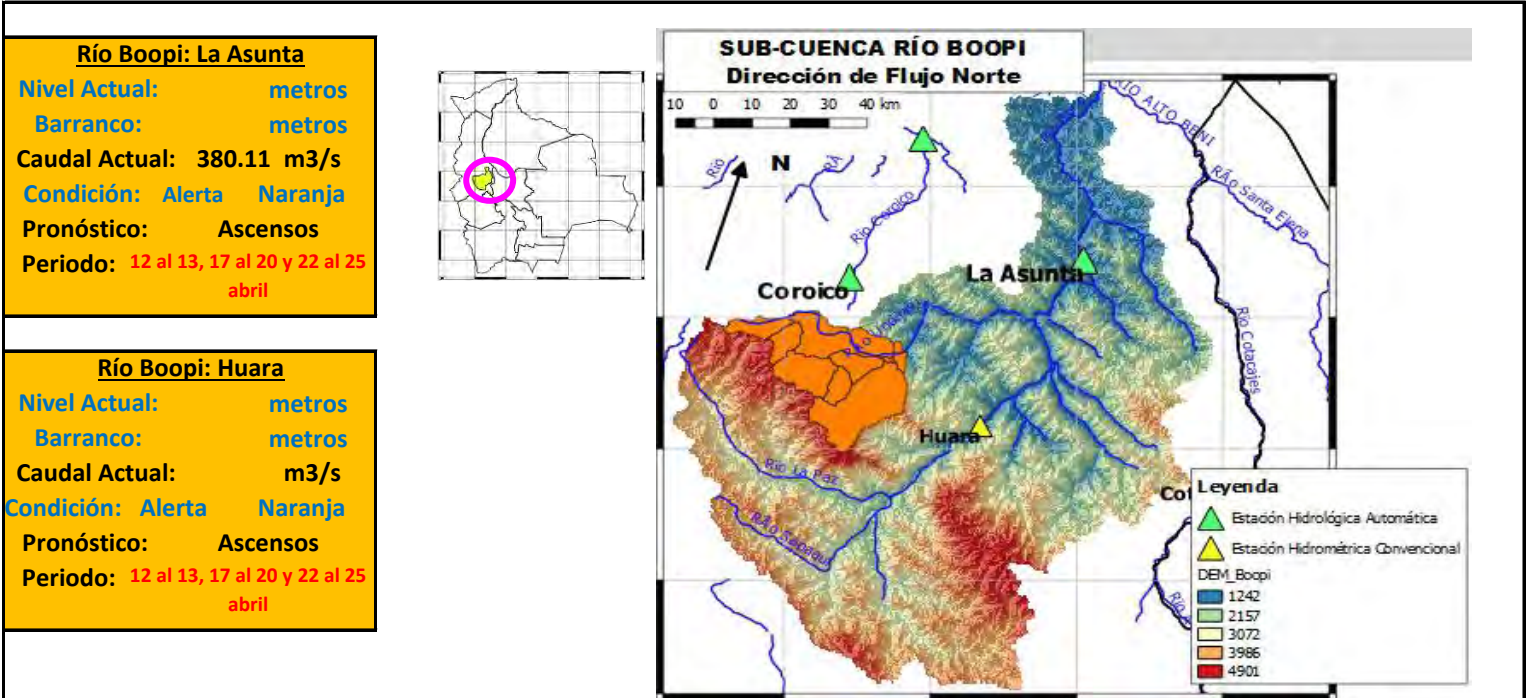 Río Boopi: La Asunta
Nivel Actual: metros
Barranco: metros
Caudal Actual: 380.11 m3/s
Condición: Alerta Naranja
Pronóstico: Ascensos
Periodo: 12 al 13, 17 al 20 y 22 al 25
abril
Río Boopi: Huara
Nivel Actual: metros
Barranco: metros
Caudal Actual: m3/s
Condición: Alerta Naranja
Pronóstico: Ascensos
Periodo: 12 al 13, 17 al 20 y 22 al 25
abril
SUB-CUENCA RÍO BOOPI
Dirección de Flujo Norte
10 0 10 20 30 40 km
N
Río
RÃ
Río Coroico
RÍO ALTO BENI
RÃo Santa Elena
La Asunta
Coroico
Río Cotacajes
Huara
Río La Paz
RÃo Sapaqui
Cot
Río
Leyenda
Estación Hidrológica Automática
Estación Hidrométrica Convencional
DEM_Boopi
1242
2157
3072
3986
4901